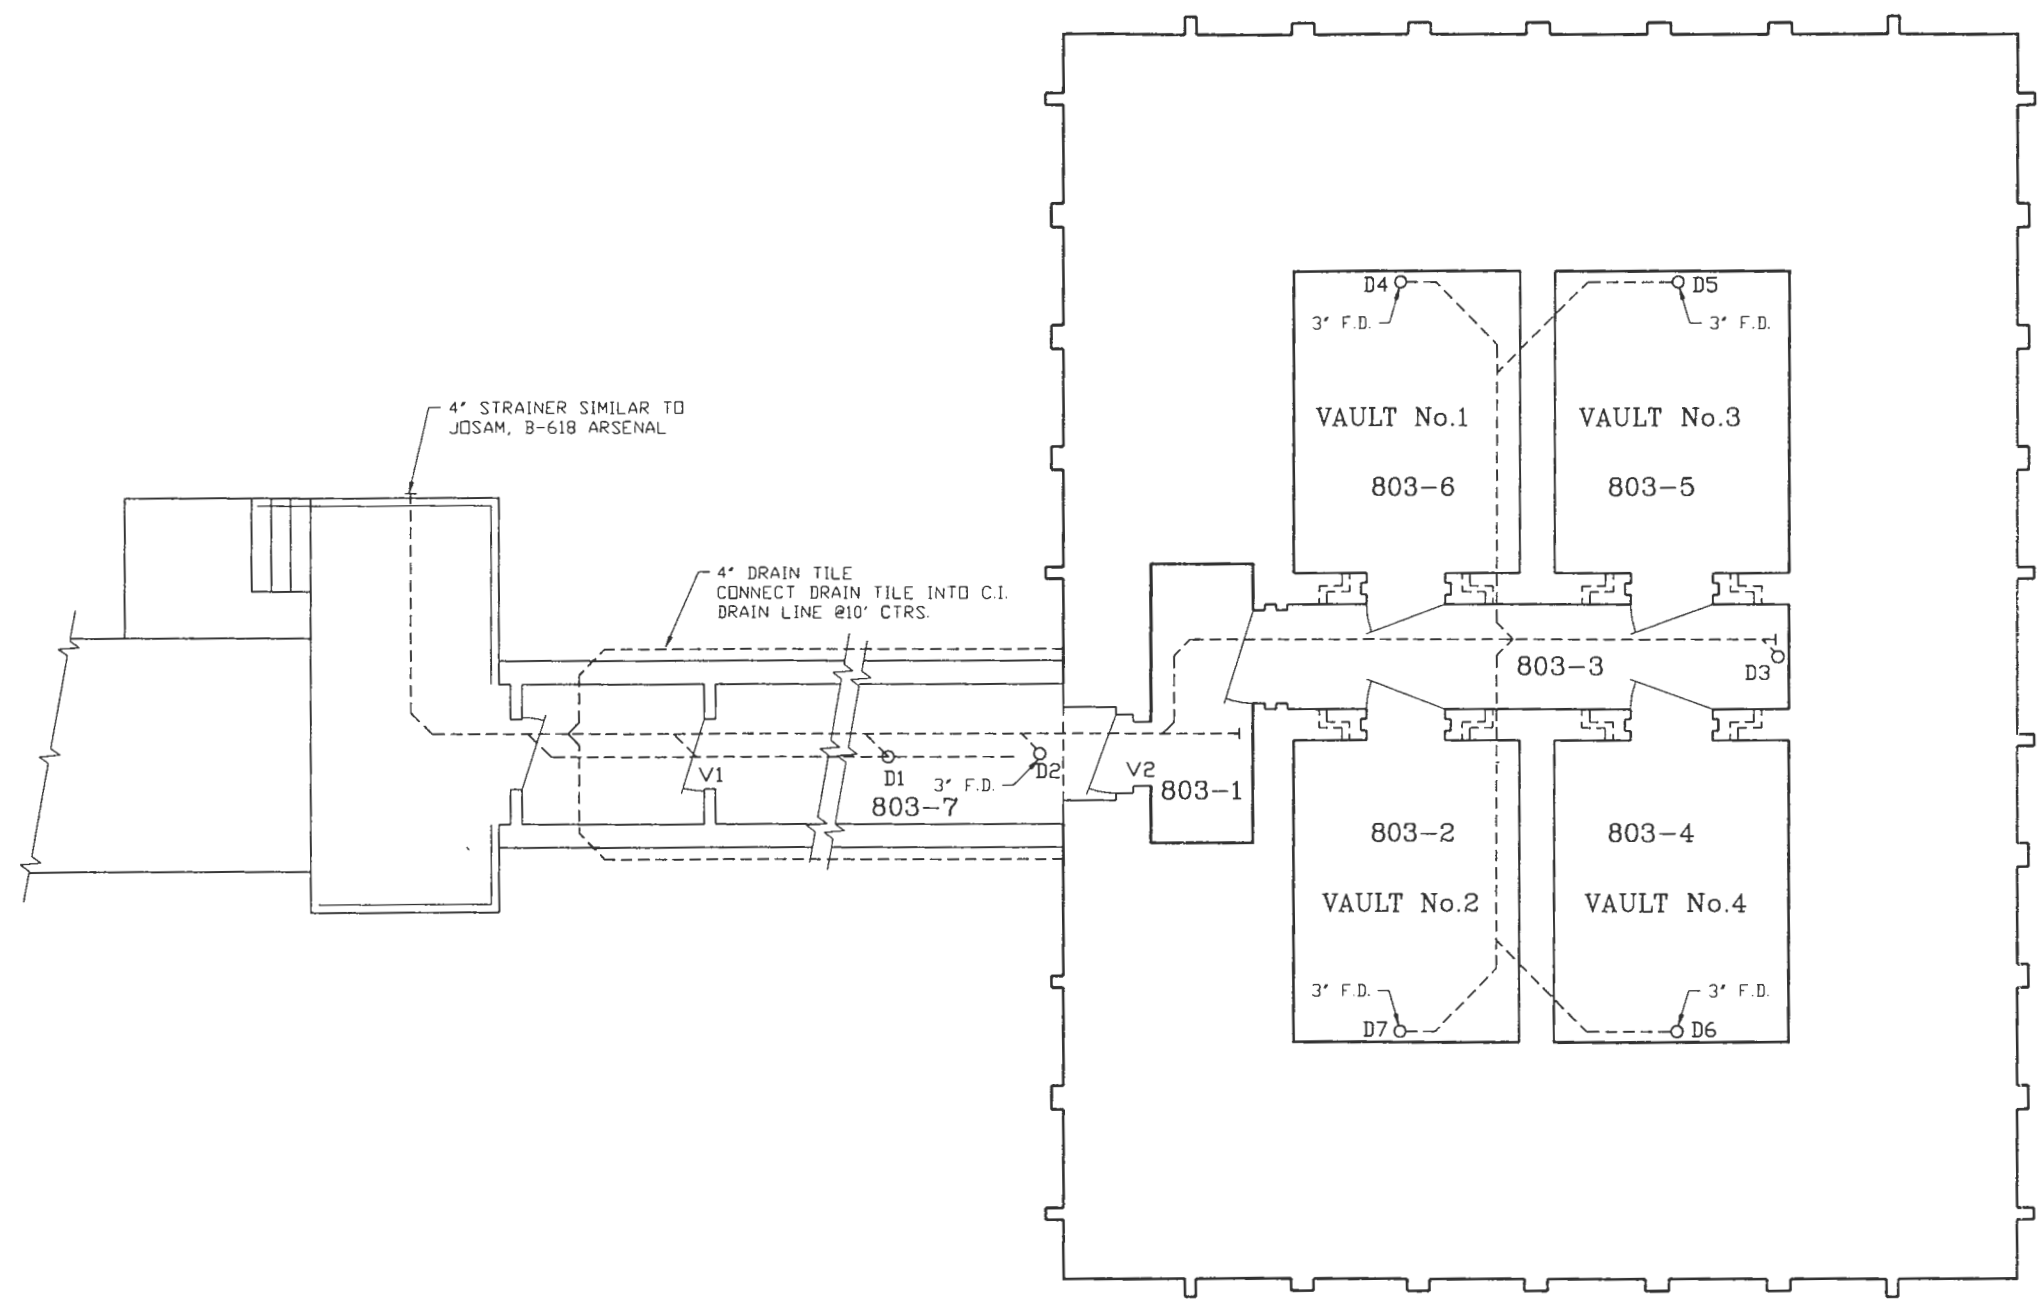 D4
D5
3' F.D.
3' F.D.
4' STRAINER SIMILAR TO
JOSAM, B-618 ARSENAL
VAULT No.1
VAULT No.3
803-6
803-5
4' DRAIN TILE
CONNECT DRAIN TILE INTO C.I.
DRAIN LINE @10' CTRS.
803-3
D3
V1
D1
3' F.D.
D2
V2
803-7
803-1
803-2
803-4
VAULT No.2
VAULT No.4
3' F.D.
3' F.D.
D7
D6